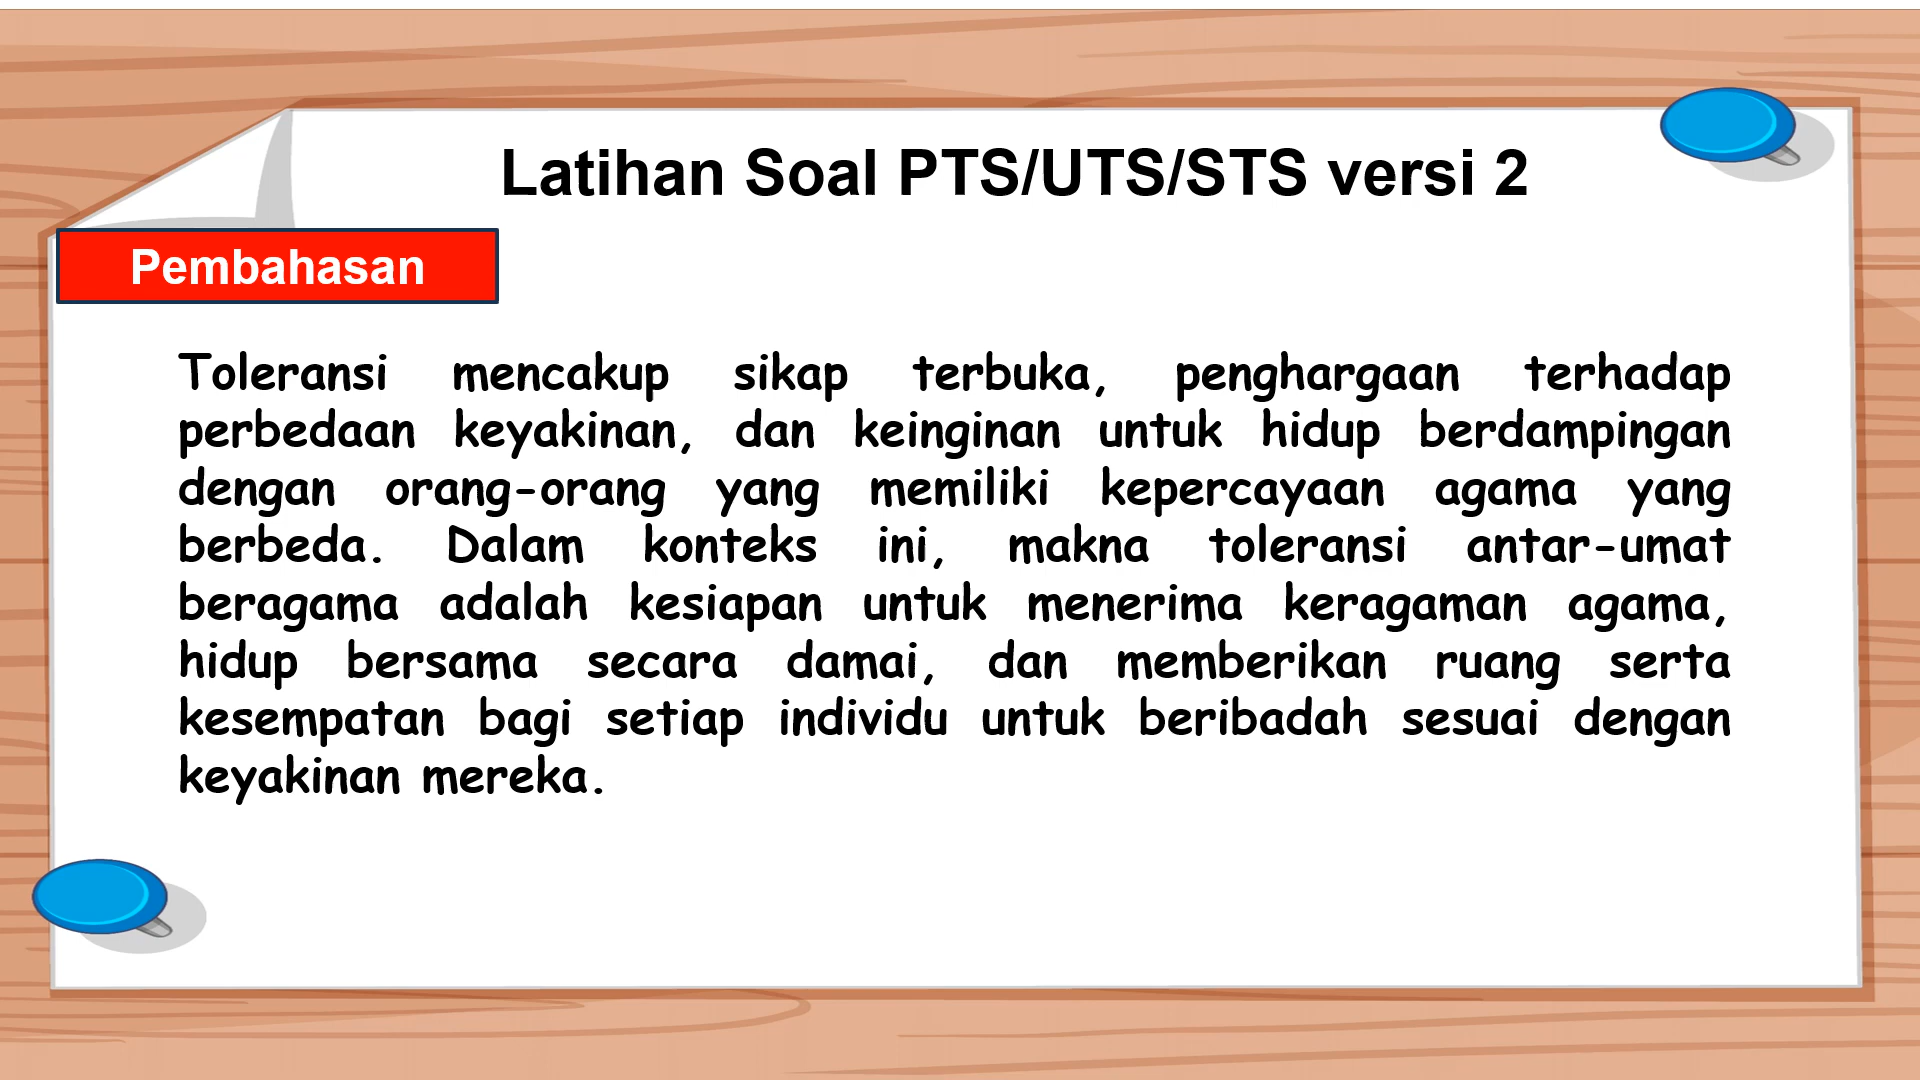 Latihan Soal PTS/UTS/STS versi 2
Pembahasan
Toleransi mencakup sikap terbuka, penghargaan terhadap
perbedaan keyakinan, dan keinginan untuk hidup berdampingan
dengan orang-orang yang memiliki kepercayaan agama yang
berbeda. Dalam konteks ini, makna toleransi antar-umat
beragama adalah kesiapan untuk menerima keragaman agama,
hidup bersama secara damai, dan memberikan ruang serta
kesempatan bagi setiap individu untuk beribadah sesuai dengan
keyakinan mereka.